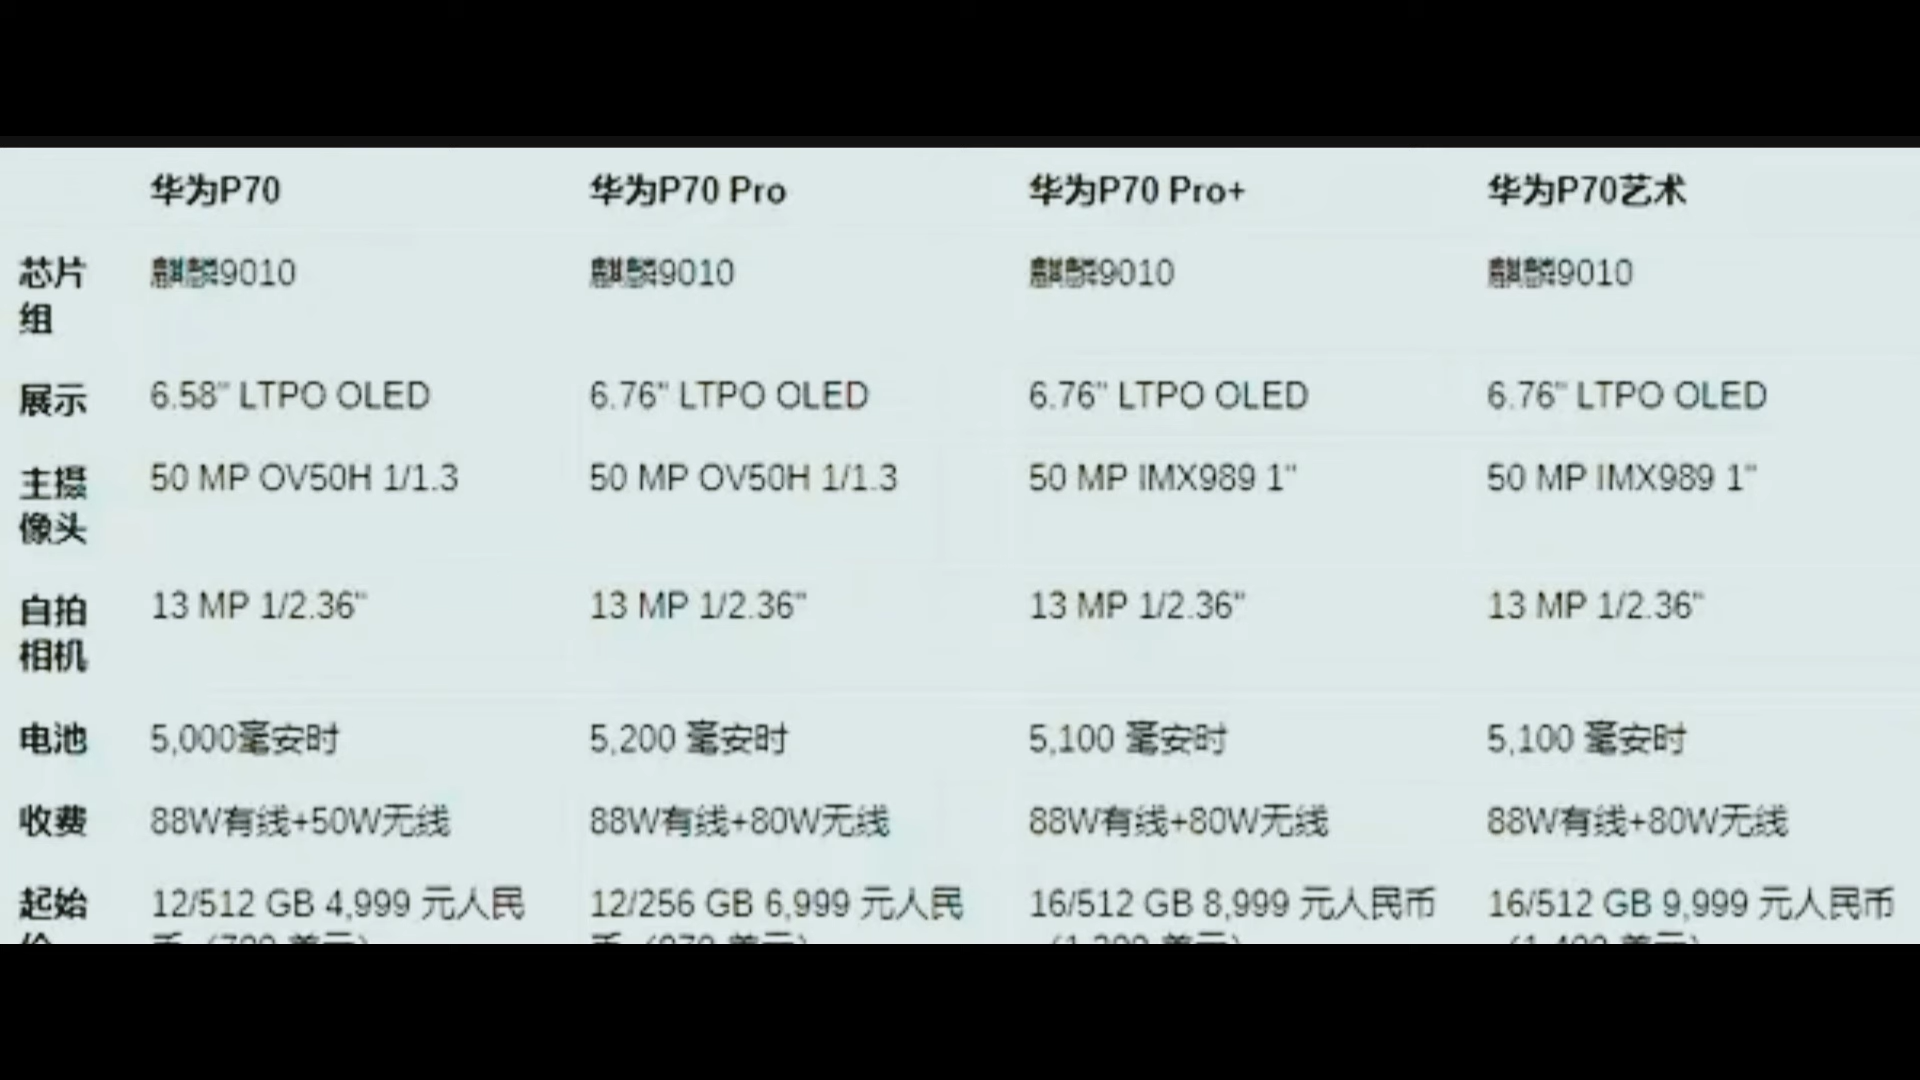 华为P70 华为P70 Pro 华为P70 Pro+ 华为P70艺术
芯片组 麒麟9010 麒麟9010 麒麟9010 麒麟9010
展示 6.58" LTPO OLED 6.76" LTPO OLED 6.76" LTPO OLED 6.76" LTPO OLED
主摄像头 50 MP OV50H 1/1.3 50 MP OV50H 1/1.3 50 MP IMX989 1" 50 MP IMX989 1"
自拍相机 13 MP 1/2.36" 13 MP 1/2.36" 13 MP 1/2.36" 13 MP 1/2.36"
电池 5,000毫安时 5,200 毫安时 5,100 毫安时 5,100 毫安时
收费 88W有线+50W无线 88W有线+80W无线 88W有线+80W无线 88W有线+80W无线
起始 12/512 GB 4,999 元人民 12/256 GB 6,999 元人民 16/512 GB 8,999 元人民币 16/512 GB 9,999 元人民币